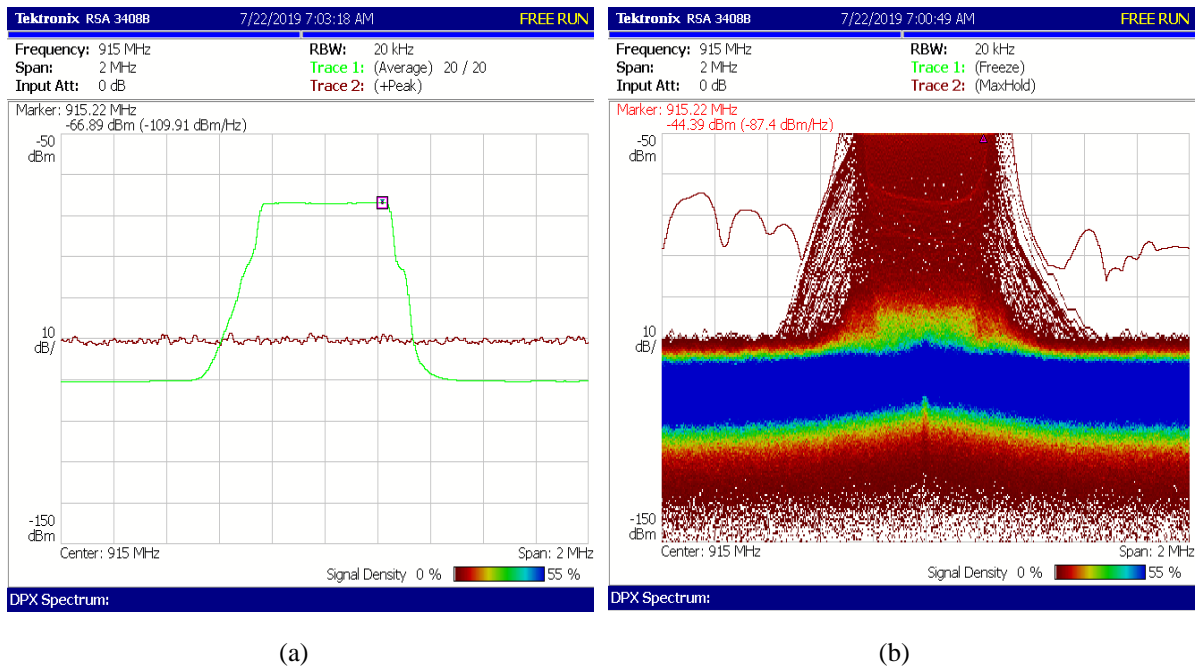 Tektronix RSA 3408B 7/22/2019 7:03:18 AM FREE RUN
Frequency: 915 MHz RBW: 20 kHz
Span: 2 MHz Trace 1: (Average) 20 / 20
Input Att: 0 dB Trace 2: (+Peak)
Marker: 915.22 MHz
-66.89 dBm (-109.91 dBm/Hz)
-50
dBm
10
dB/
-150
dBm
Center: 915 MHz Span: 2 MHz
Signal Density 0 % 55 %
DPX Spectrum:
(a)
Tektronix RSA 3408B 7/22/2019 7:00:49 AM FREE RUN
Frequency: 915 MHz RBW: 20 kHz
Span: 2 MHz Trace 1: (Freeze)
Input Att: 0 dB Trace 2: (MaxHold)
Marker: 915.22 MHz
-44.39 dBm (-87.4 dBm/Hz)
-50
dBm
10
dB/
-150
dBm
Center: 915 MHz Span: 2 MHz
Signal Density 0 % 55 %
DPX Spectrum:
(b)